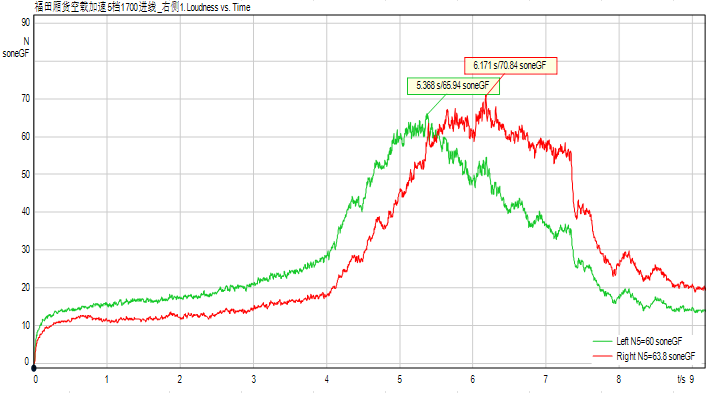 福田厢货空载加速5档1700进线_右侧1.Loudness vs. Time
90
N
soneGF
6.171 s/70.84 soneGF
5.368 s/65.94 soneGF
70
60
50
40
30
20
10
0
Left N5=60 soneGF
Right N5=63.8 soneGF
0 1 2 3 4 5 6 7 8 t/s 9